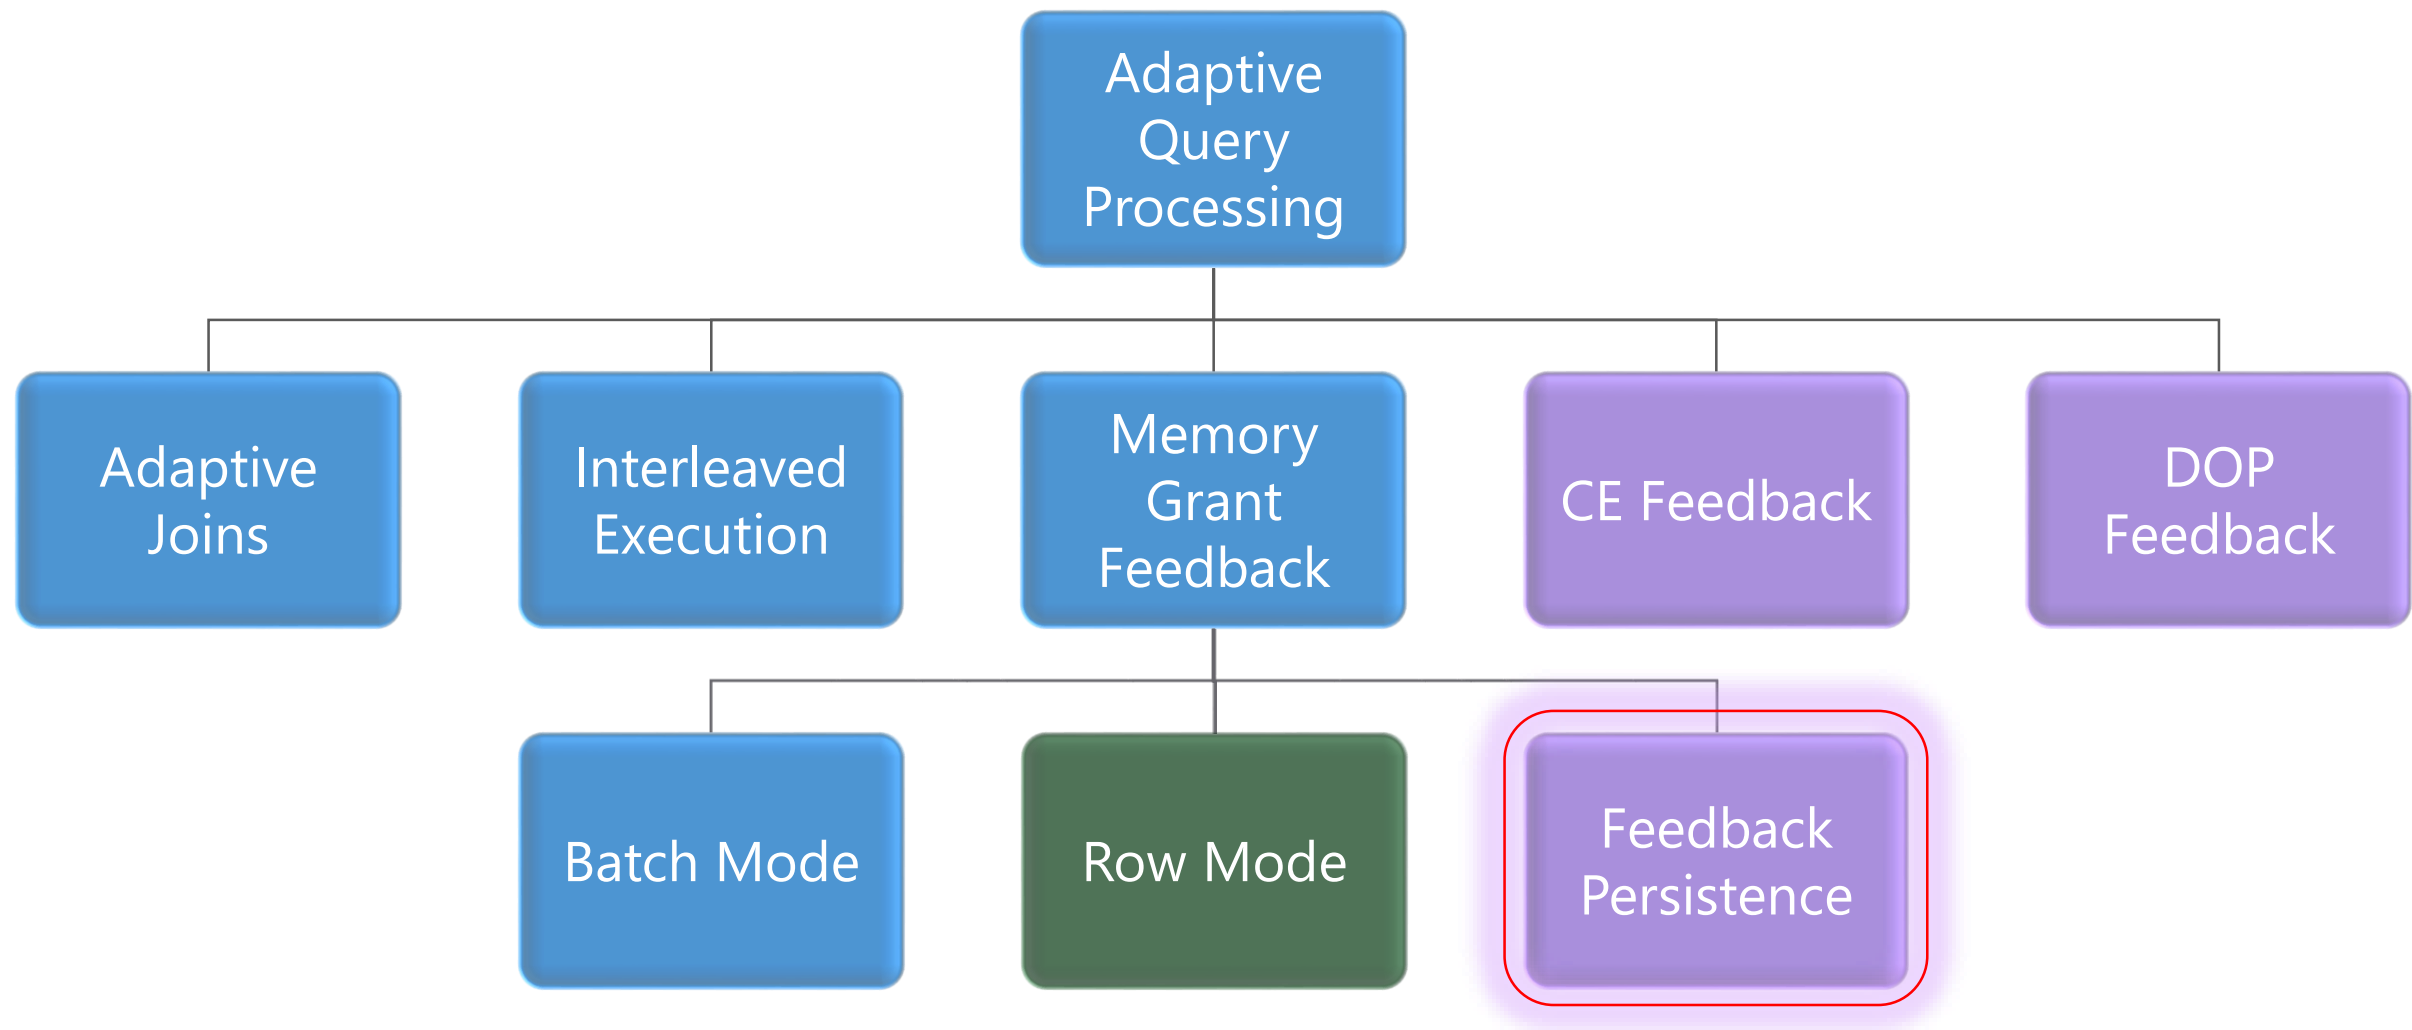 Adaptive
Query
Processing
Adaptive
Joins
Interleaved
Execution
Memory
Grant
Feedback
CE Feedback
DOP
Feedback
Batch Mode
Row Mode
Feedback
Persistence